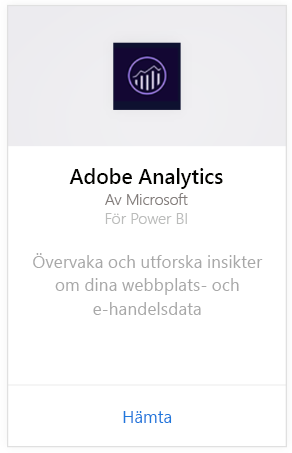 Adobe Analytics
Av Microsoft
För Power BI
Övervaka och utforska insikter
om dina webbplats- och
e-handelsdata
Hämta